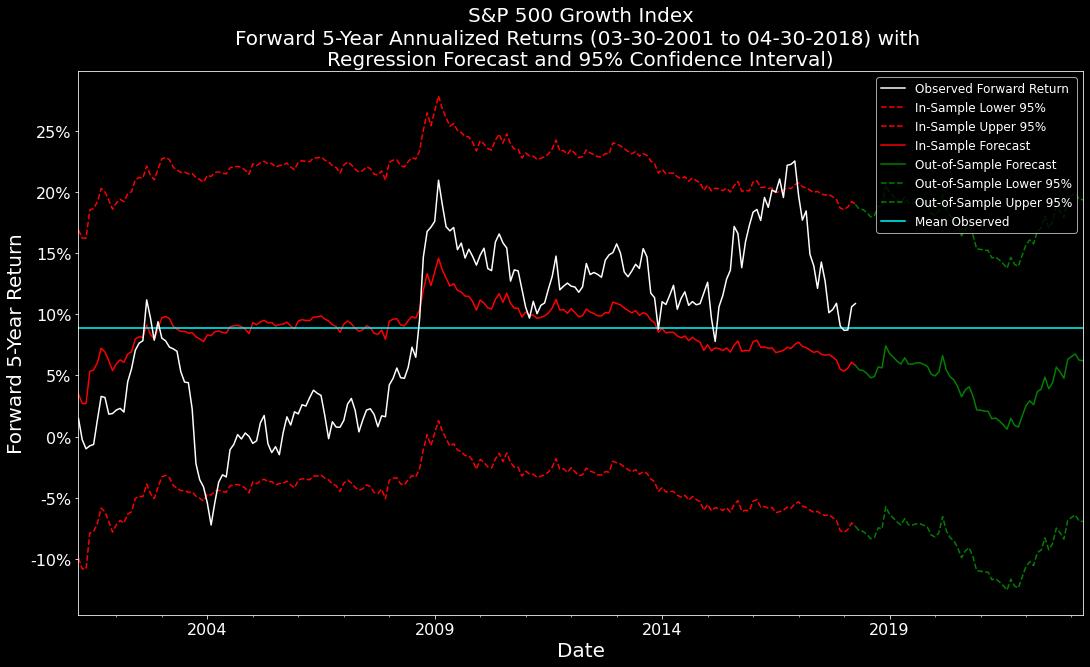 S&P 500 Growth Index
Forward 5-Year Annualized Returns (03-30-2001 to 04-30-2018) with
Regression Forecast and 95% Confidence Interval)
Observed Forward Return
In-Sample Lower 95%
In-Sample Upper 95%
In-Sample Forecast
Out-of-Sample Forecast
Out-of-Sample Lower 95%
Out-of-Sample Upper 95%
Mean Observed
Forward 5-Year Return
25%
20%
15%
10%
5%
0%
-5%
-10%
2004
2009
2014
2019
Date